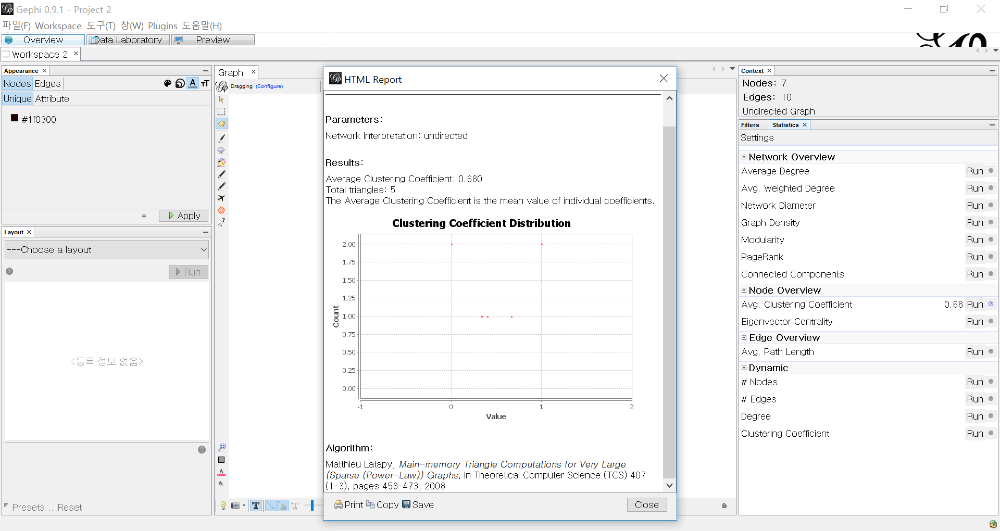 Gephi 0.9.1 - Project 2
파일(F) Workspace 도구(T) 창(W) Plugins 도움말(H)
Overview Data Laboratory Preview
Workspace 2
Appearance
Nodes Edges
Unique Attribute
#1f0300
Apply
Layout
---Choose a layout
Run
<등록 정보 없음>
Presets... Reset
Graph
Dragging (Configure)
HTML Report
Parameters:
Network Interpretation: undirected
Results:
Average Clustering Coefficient: 0.680
Total triangles: 5
The Average Clustering Coefficient is the mean value of individual coefficients.
Clustering Coefficient Distribution
2.00
1.75
1.50
1.25
1.00
0.75
0.50
0.25
0.00
Count
-1 0 1 2
Value
Algorithm:
Matthieu Latapy, Main-memory Triangle Computations for Very Large
(Sparse (Power-Law)) Graphs, in Theoretical Computer Science (TCS) 407
(1-3), pages 458-473, 2008
Print Copy Save Close
Context
Nodes: 7
Edges: 10
Undirected Graph
Filters Statistics
Settings
Network Overview
Average Degree Run
Avg. Weighted Degree Run
Network Diameter Run
Graph Density Run
Modularity Run
PageRank Run
Connected Components Run
Node Overview
Avg. Clustering Coefficient 0.68 Run
Eigenvector Centrality Run
Edge Overview
Avg. Path Length Run
Dynamic
# Nodes Run
# Edges Run
Degree Run
Clustering Coefficient Run